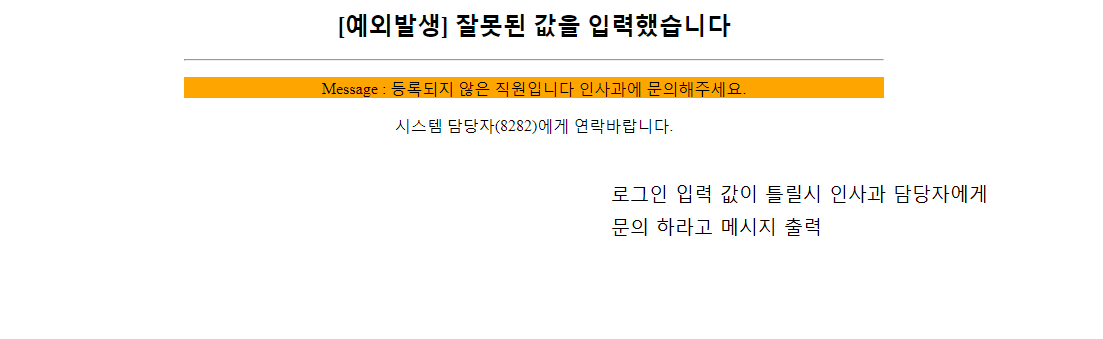 [예외발생] 잘못된 값을 입력했습니다
Message : 등록되지 않은 직원입니다 인사과에 문의해주세요.
시스템 담당자(8282)에게 연락바랍니다.
로그인 입력 값이 틀릴시 인사과 담당자에게
문의 하라고 메시지 출력